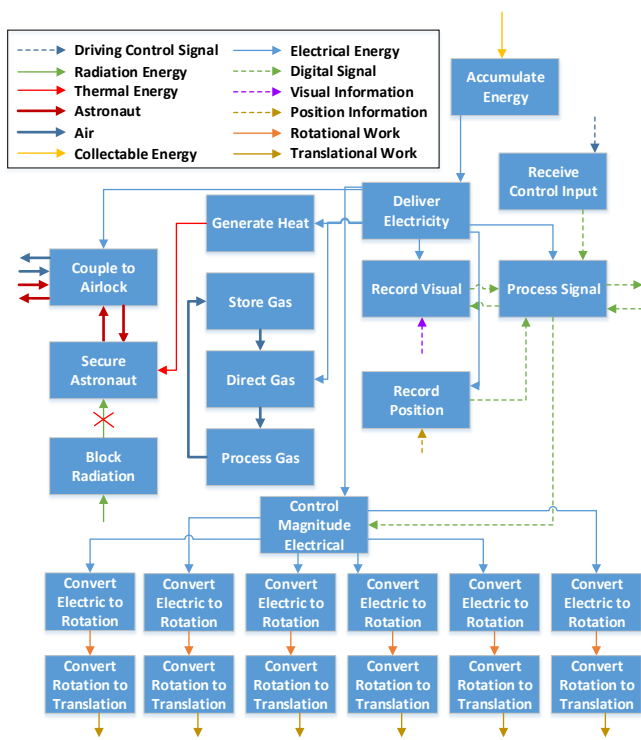 Driving Control Signal
Radiation Energy
Thermal Energy
Astronaut
Air
Collectable Energy
Electrical Energy
Digital Signal
Visual Information
Position Information
Rotational Work
Translational Work
Accumulate
Energy
Receive
Control Input
Deliver
Electricity
Generate Heat
Couple to
Airlock
Record Visual
Process Signal
Store Gas
Secure
Astronaut
Direct Gas
Record
Position
Block
Radiation
Process Gas
Control
Magnitude
Electrical
Convert
Electric to
Rotation
Convert
Electric to
Rotation
Convert
Electric to
Rotation
Convert
Electric to
Rotation
Convert
Electric to
Rotation
Convert
Electric to
Rotation
Convert
Rotation to
Translation
Convert
Rotation to
Translation
Convert
Rotation to
Translation
Convert
Rotation to
Translation
Convert
Rotation to
Translation
Convert
Rotation to
Translation